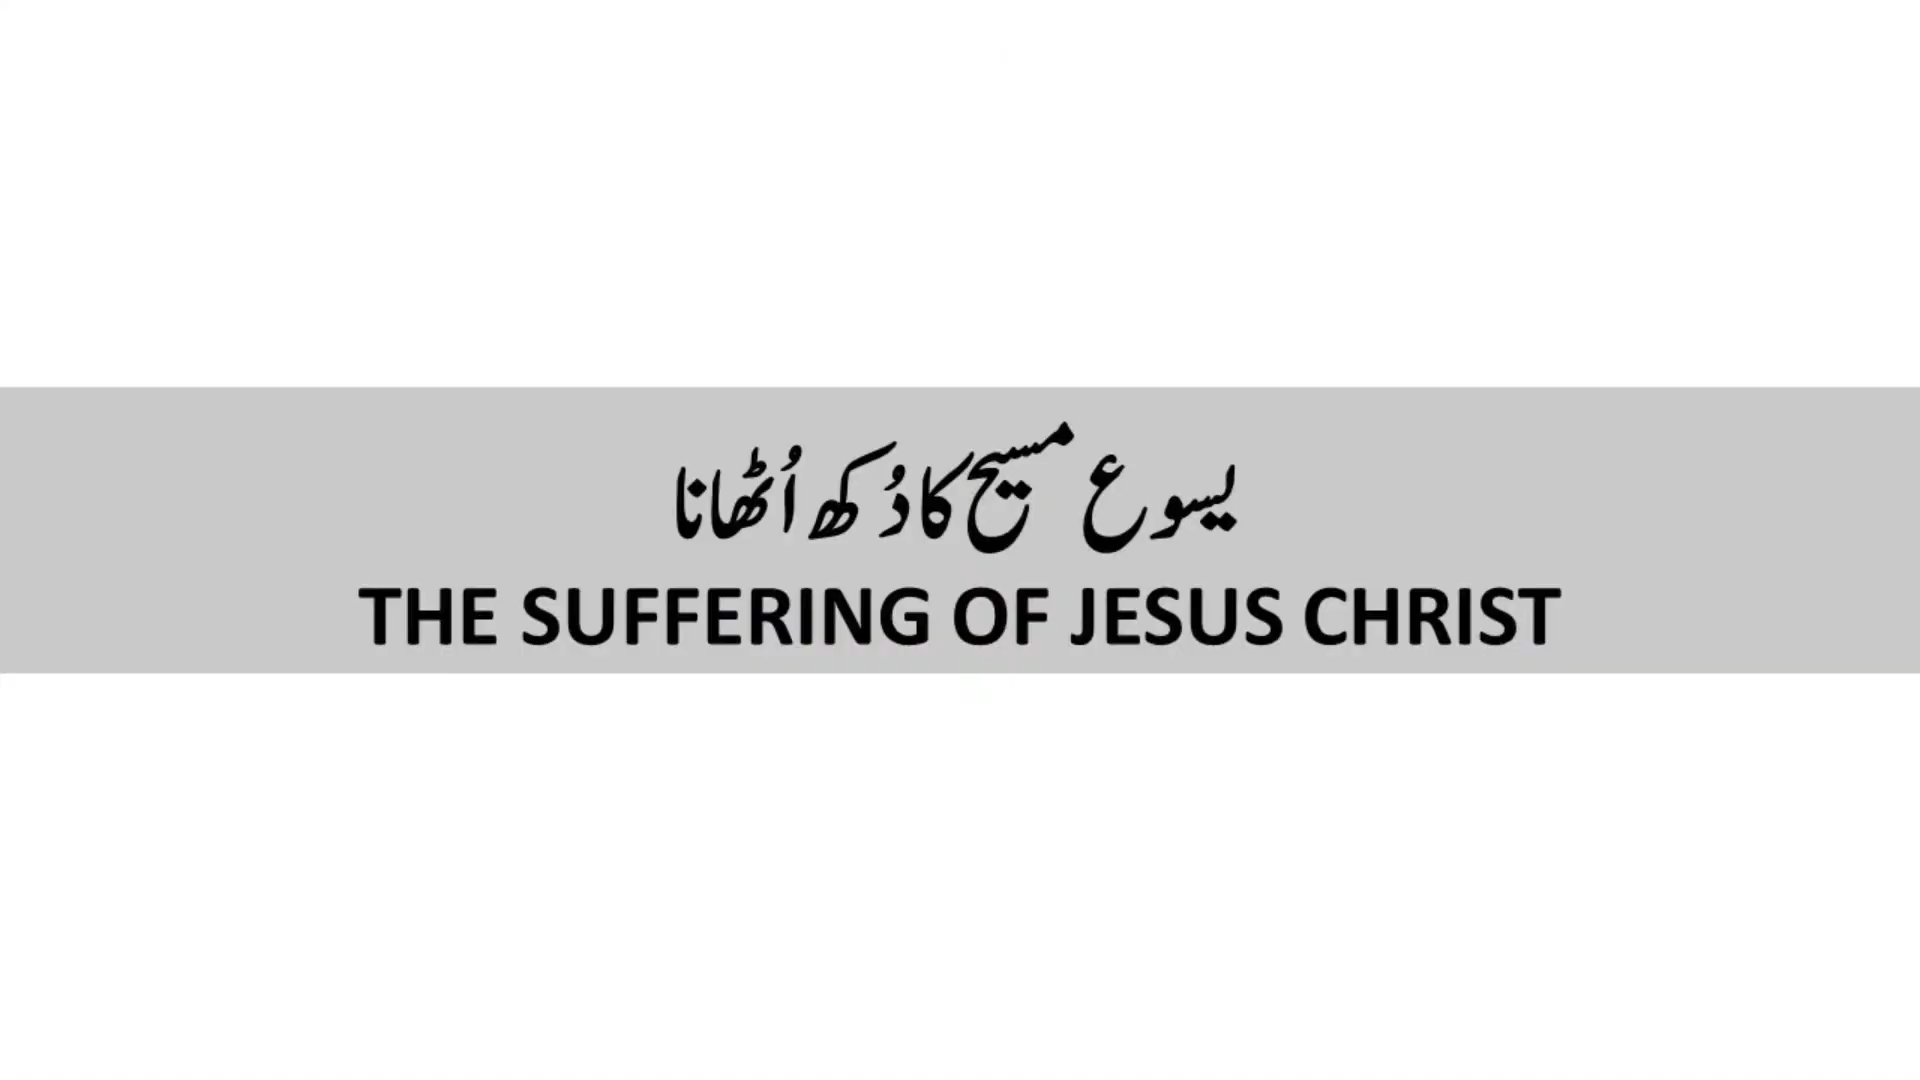 یسوع مسیح کا دُکھ اُٹھانا
THE SUFFERING OF JESUS CHRIST